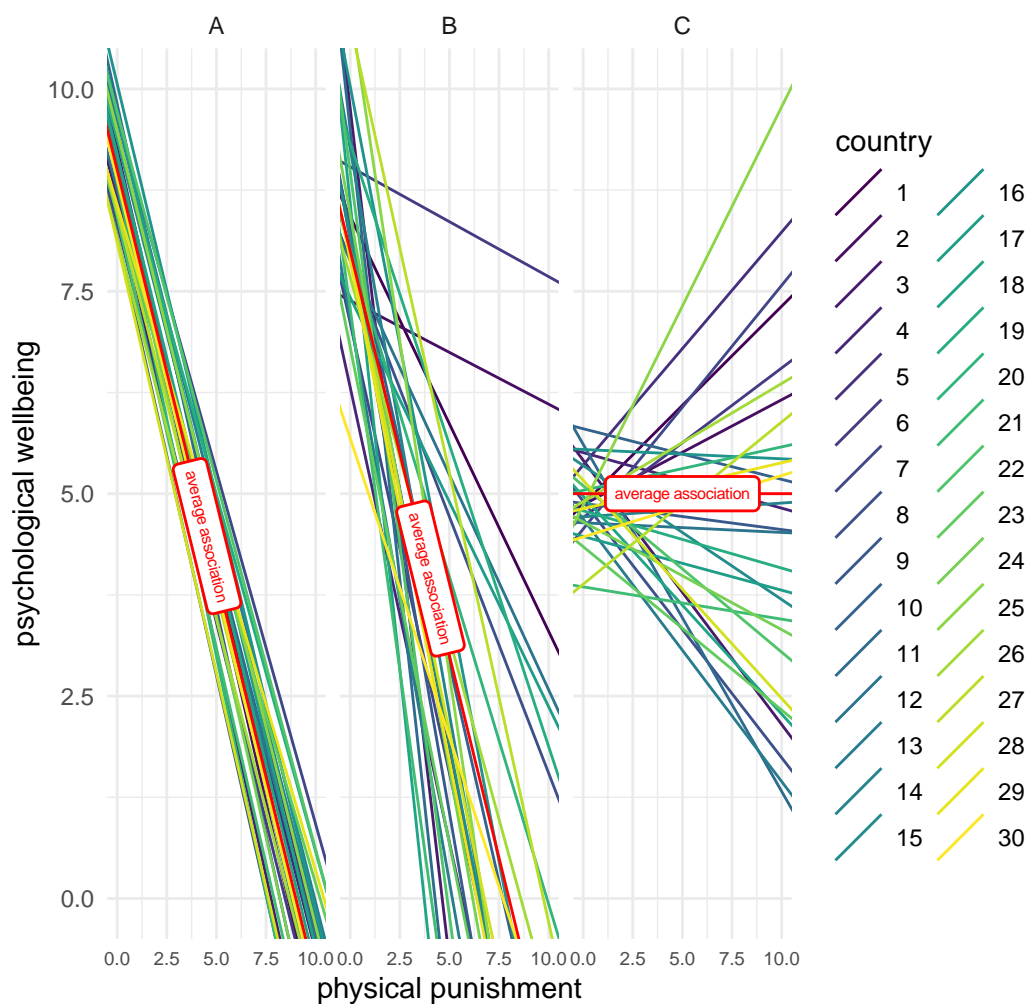 A B C
10.0
7.5
5.0
2.5
0.0
psychological wellbeing
average association
average association
average association
0.0 2.5 5.0 7.5 10.0 0.0 2.5 5.0 7.5 10.0 0.0 2.5 5.0 7.5 10.0
physical punishment
country
1 16
2 17
3 18
4 19
5 20
6 21
7 22
8 23
9 24
10 25
11 26
12 27
13 28
14 29
15 30